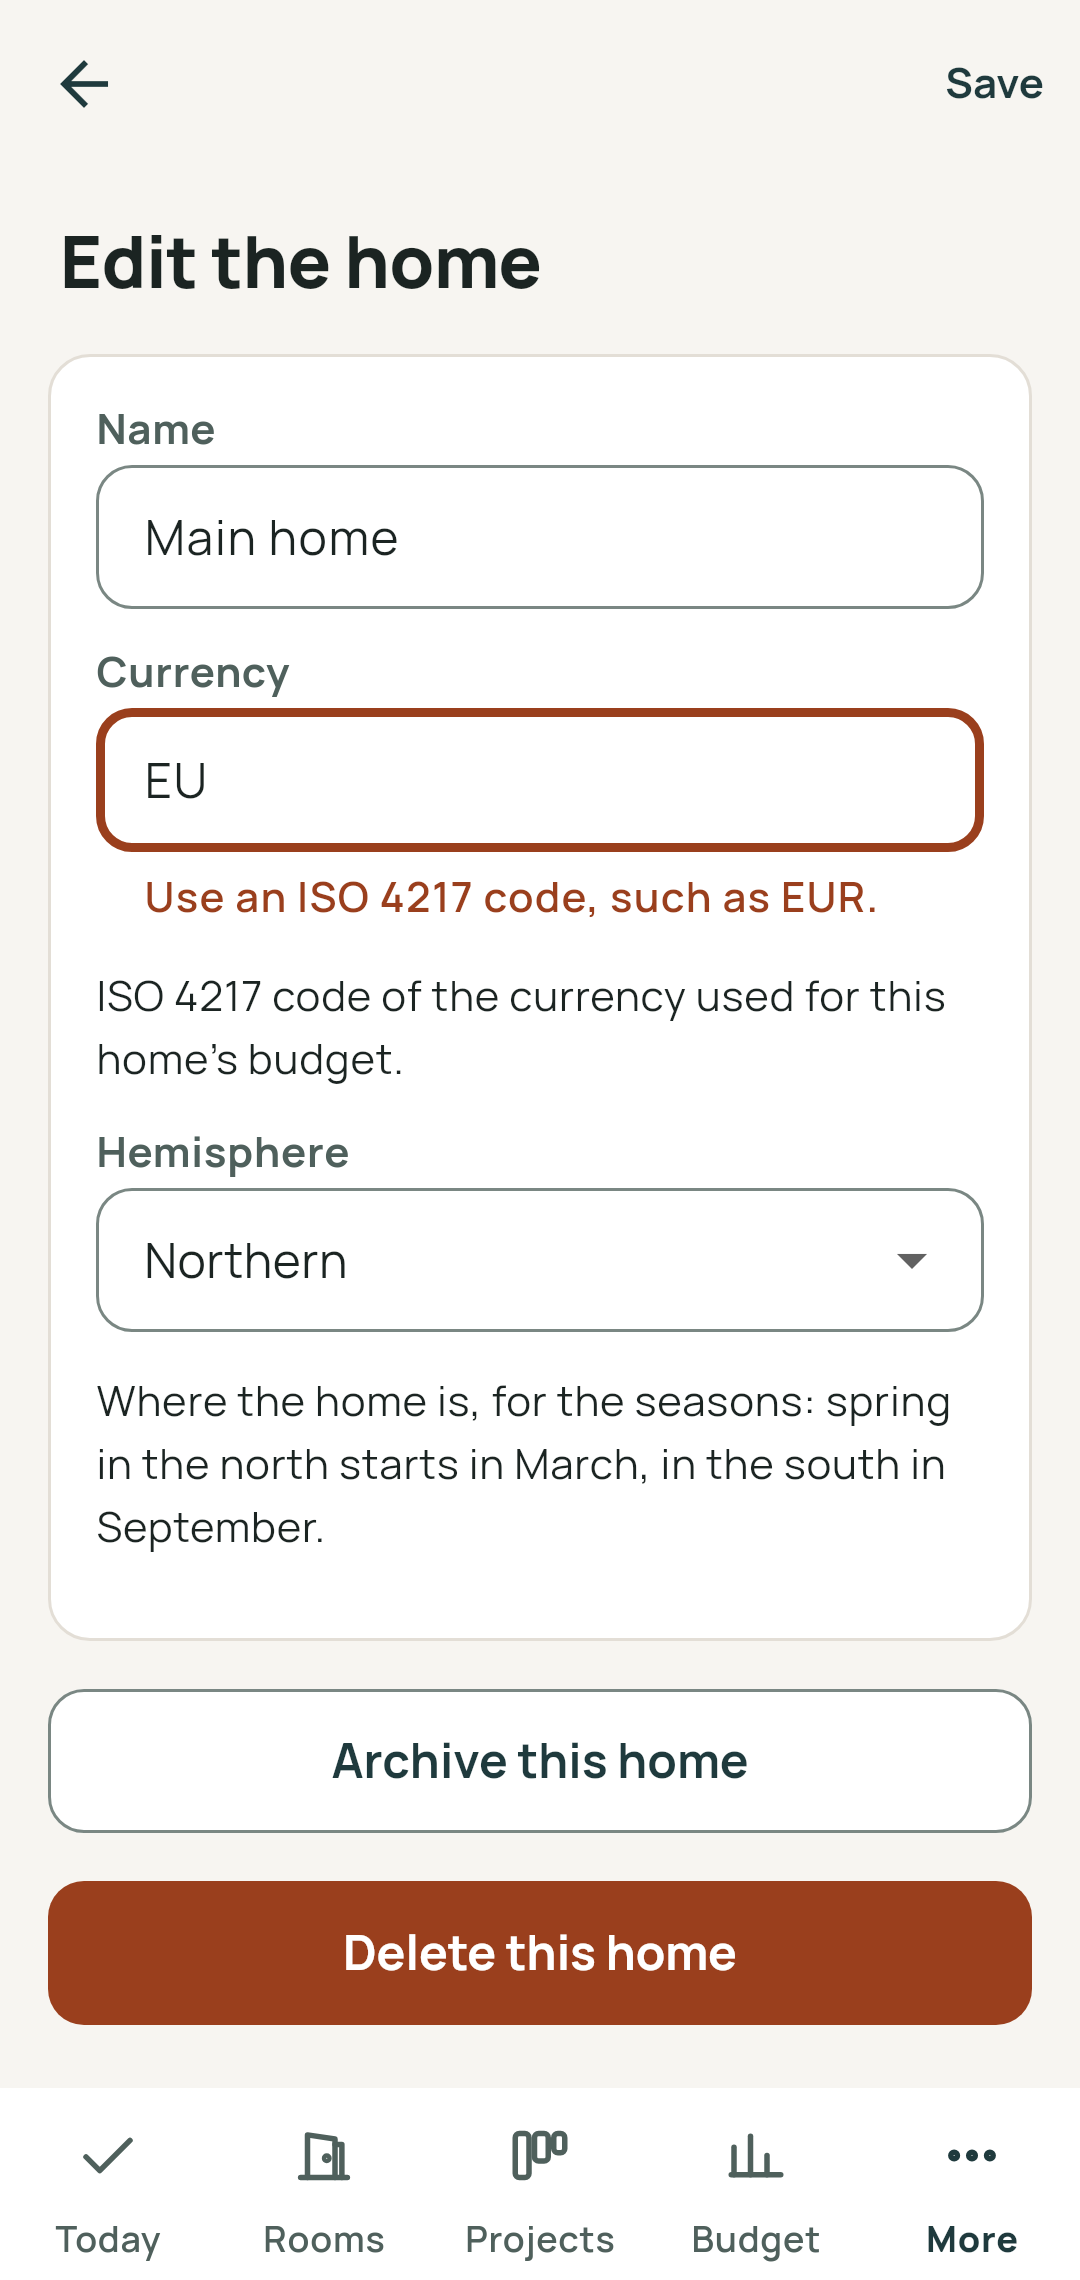 Save
Edit the home
Name
Main home
Currency
EU
Use an ISO 4217 code, such as EUR.
ISO 4217 code of the currency used for this
home’s budget.
Hemisphere
Northern
Where the home is, for the seasons: spring
in the north starts in March, in the south in
September.
Archive this home
Delete this home
Today
Rooms
Projects
Budget
More